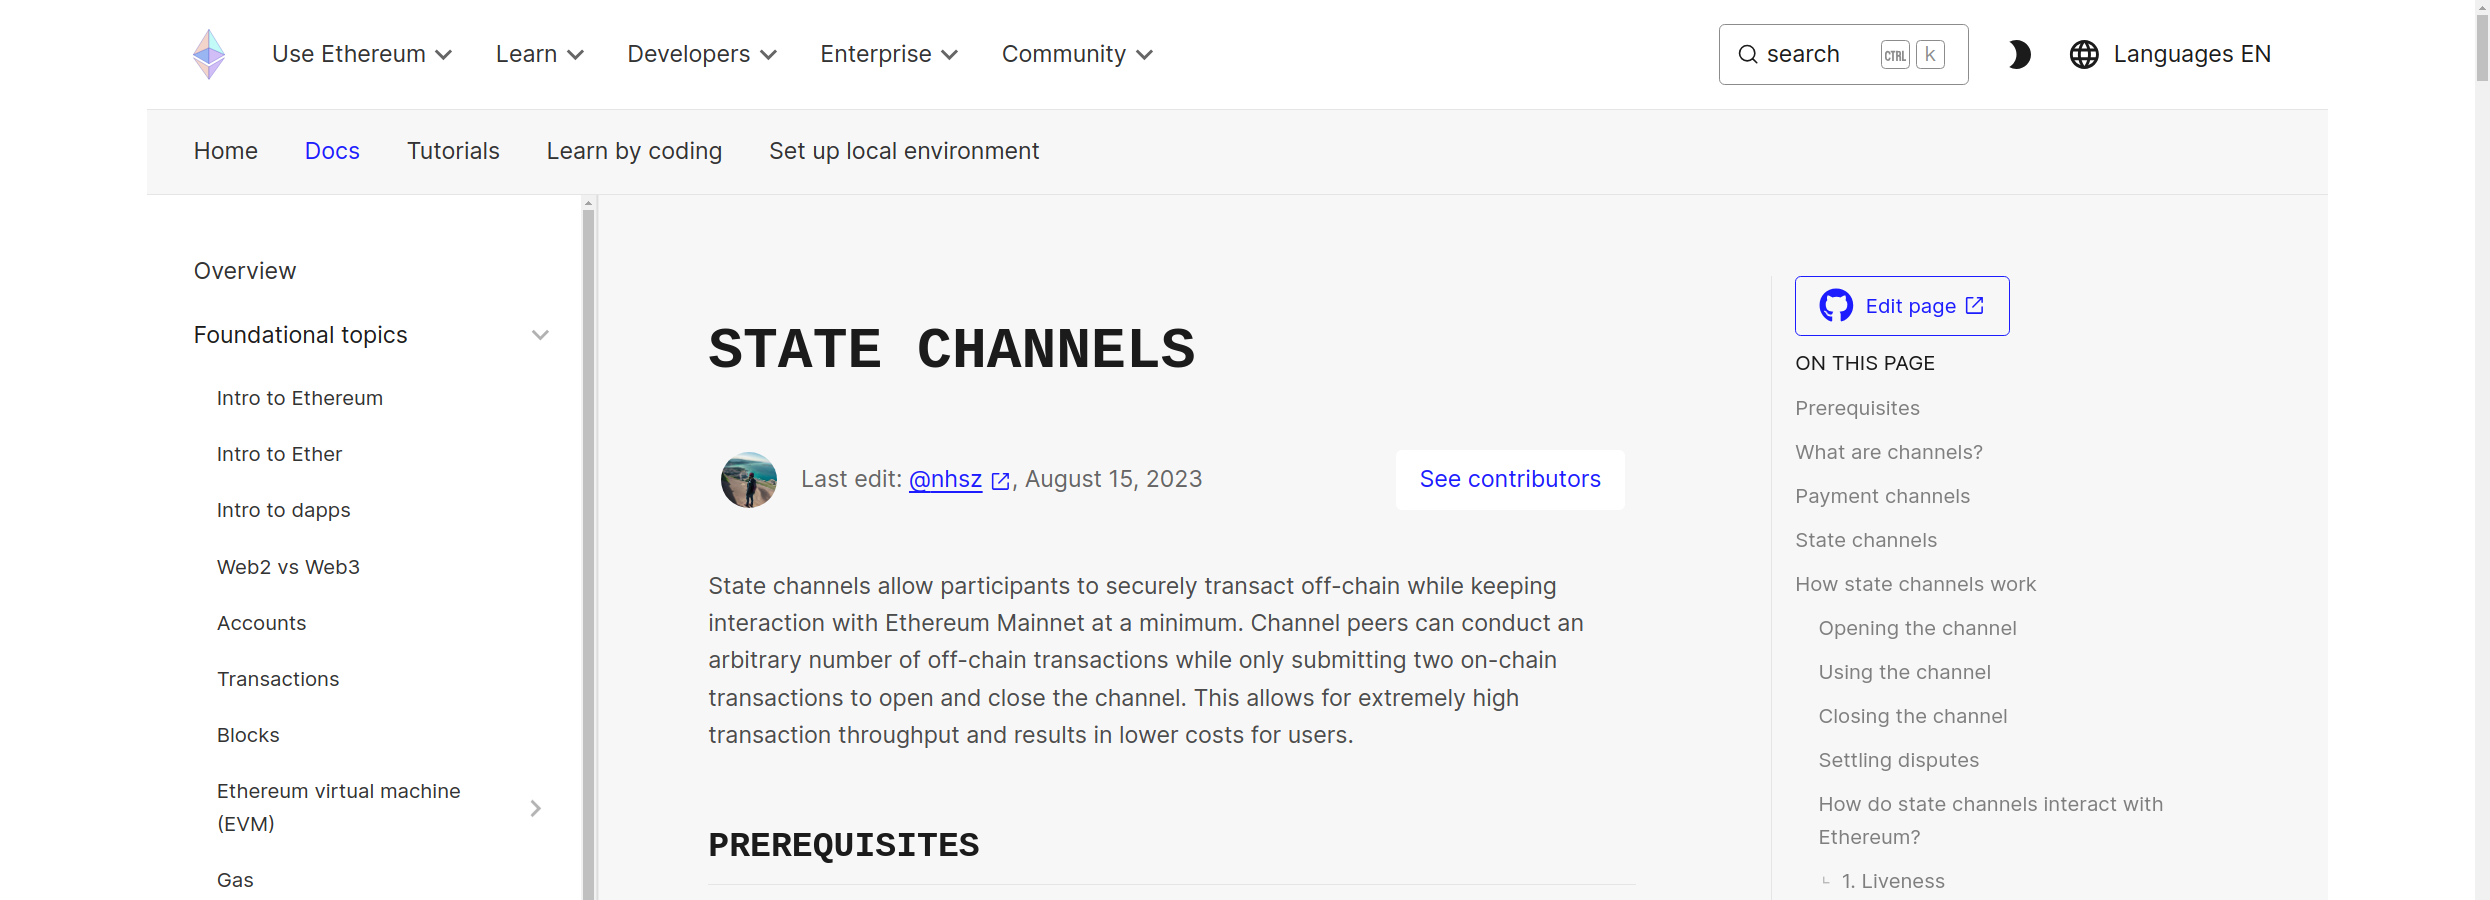 Use Ethereum Learn Developers Enterprise Community search CTRL k Languages EN
Home Docs Tutorials Learn by coding Set up local environment
Overview
Foundational topics
Intro to Ethereum
Intro to Ether
Intro to dapps
Web2 vs Web3
Accounts
Transactions
Blocks
Ethereum virtual machine
(EVM)
Gas
STATE CHANNELS
Last edit: @nhsz, August 15, 2023
See contributors
State channels allow participants to securely transact off-chain while keeping
interaction with Ethereum Mainnet at a minimum. Channel peers can conduct an
arbitrary number of off-chain transactions while only submitting two on-chain
transactions to open and close the channel. This allows for extremely high
transaction throughput and results in lower costs for users.
PREREQUISITES
Edit page
ON THIS PAGE
Prerequisites
What are channels?
Payment channels
State channels
How state channels work
Opening the channel
Using the channel
Closing the channel
Settling disputes
How do state channels interact with
Ethereum?
1. Liveness